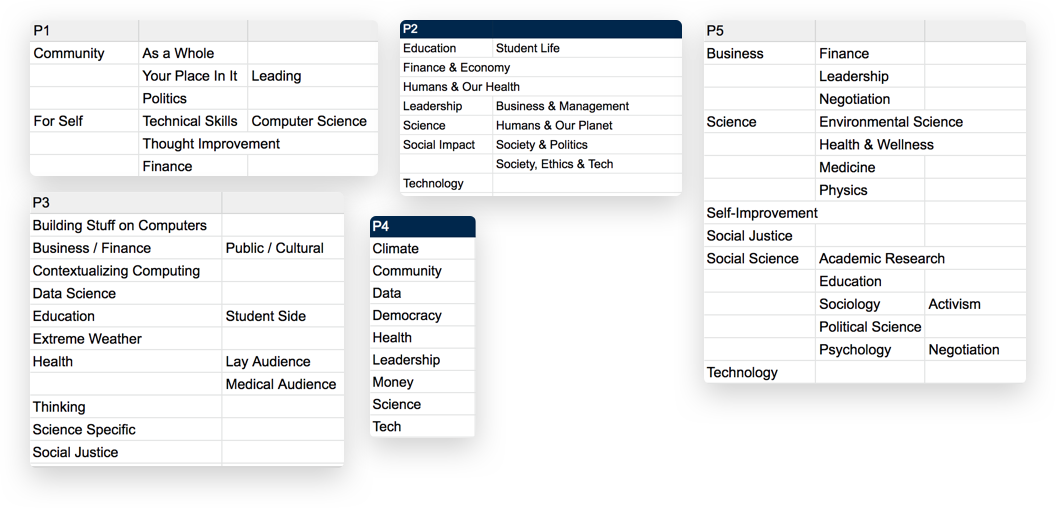 P1
Community As a Whole
Your Place In It Leading
Politics
For Self Technical Skills Computer Science
Thought Improvement
Finance
P2
Education Student Life
Finance & Economy
Humans & Our Health
Leadership Business & Management
Science Humans & Our Planet
Social Impact Society & Politics
Society, Ethics & Tech
Technology
P3
Building Stuff on Computers
Business / Finance Public / Cultural
Contextualizing Computing
Data Science
Education Student Side
Extreme Weather
Health Lay Audience
Medical Audience
Thinking
Science Specific
Social Justice
P4
Climate
Community
Data
Democracy
Health
Leadership
Money
Science
Tech
P5
Business Finance
Leadership
Negotiation
Science Environmental Science
Health & Wellness
Medicine
Physics
Self-Improvement
Social Justice
Social Science Academic Research
Education
Sociology Activism
Political Science
Psychology Negotiation
Technology